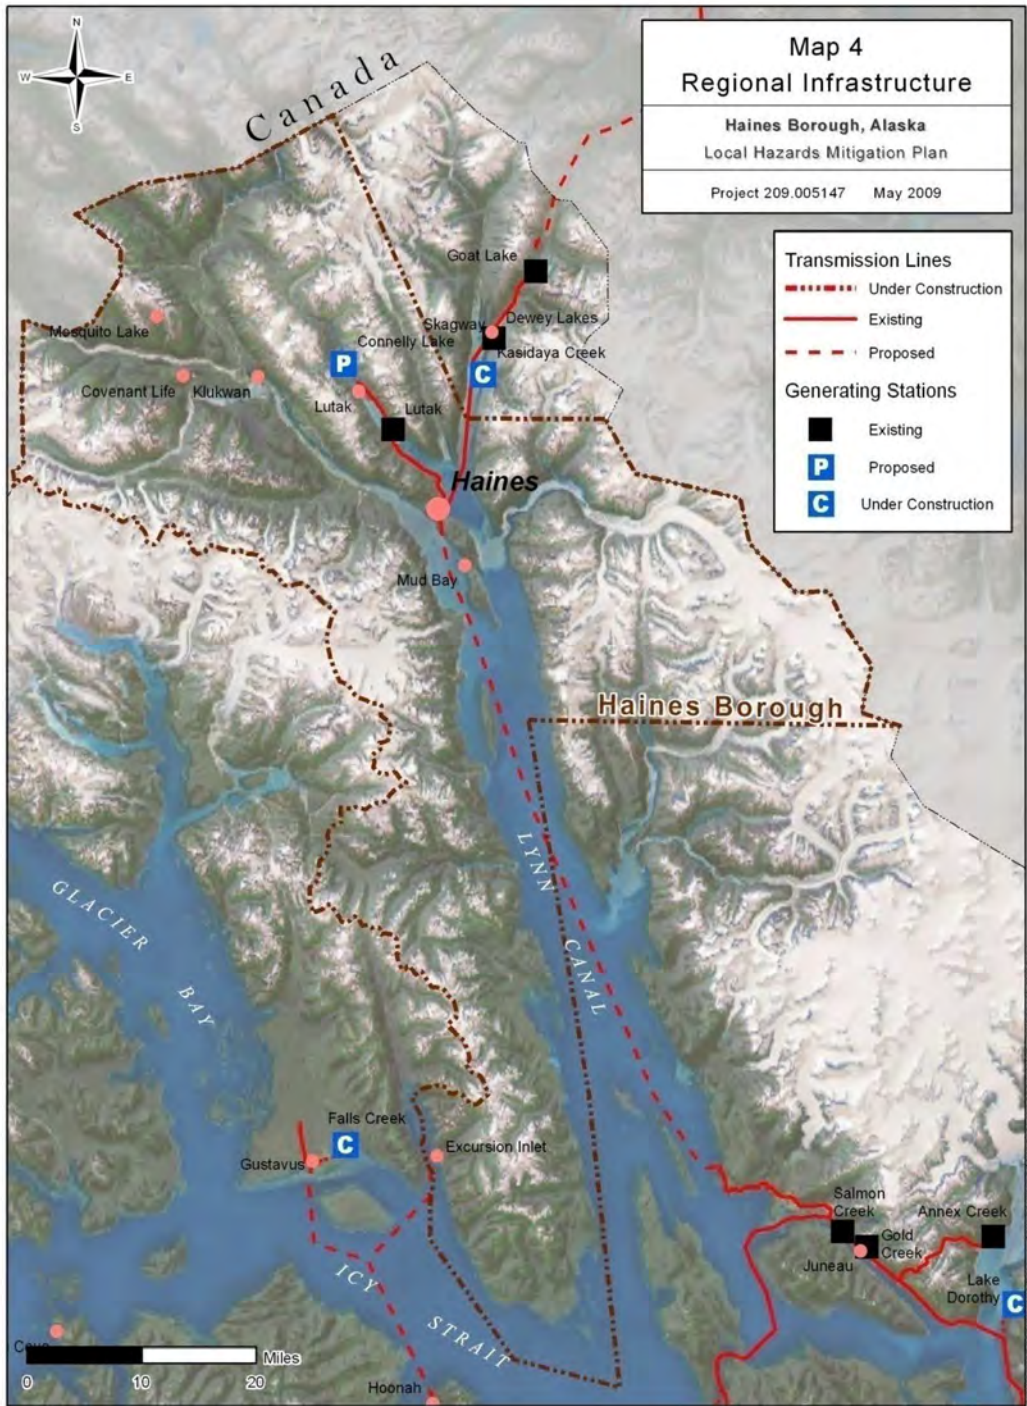 N
W
E
S
Canada
Map 4
Regional Infrastructure
Haines Borough, Alaska
Local Hazards Mitigation Plan
Project 209.005147 May 2009
Transmission Lines
Under Construction
Existing
Proposed
Generating Stations
Existing
P Proposed
C Under Construction
Goat Lake
Mosquito Lake
Skagway
Dewey Lakes
Connelly Lake
Kasidaya Creek
P
C
Covenant Life
Klukwan
Lutak
Lutak
Haines
Mud Bay
Haines Borough
LYNN
CANAL
GLACIER
BAY
Falls Creek
C
Gustavus
Excursion Inlet
Salmon
Creek
Annex Creek
Gold
Creek
Juneau
Lake
Dorothy
C
ICY
STRAIT
Hoonah
Miles
0 10 20